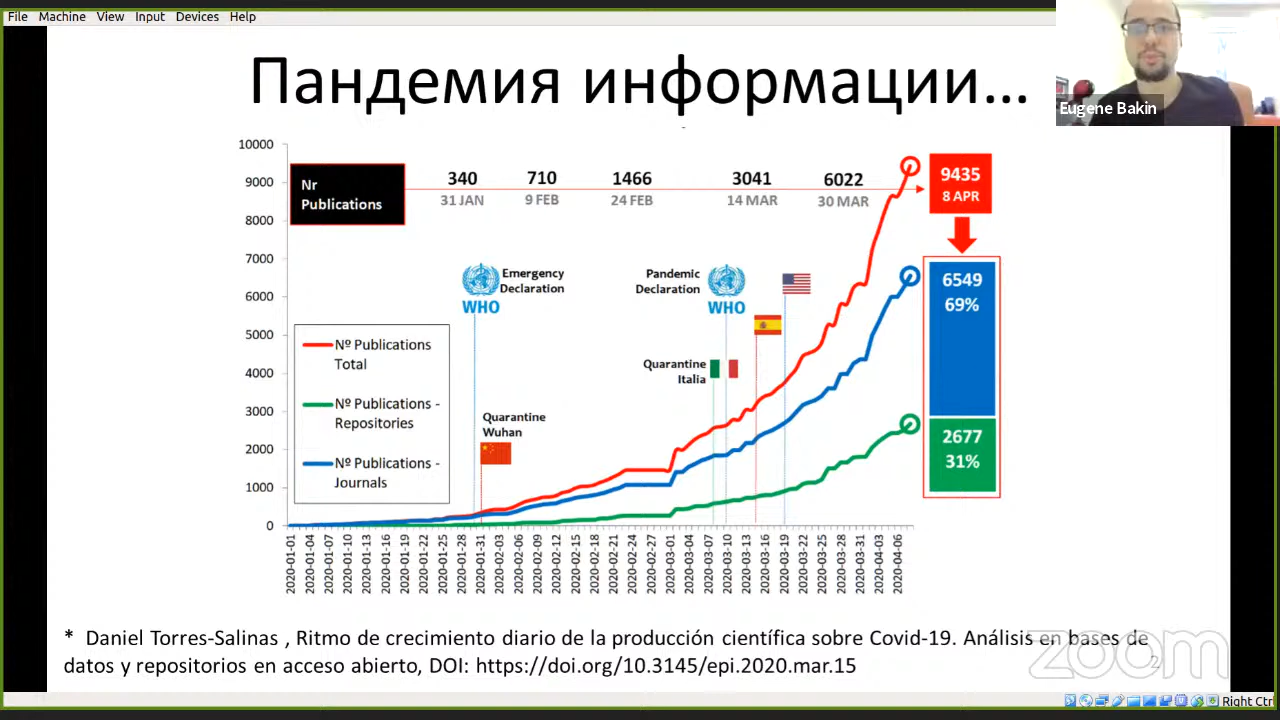 File Machine View Input Devices Help
Пандемия информации...
Eugene Bakin
10000
9000
8000
7000
6000
5000
4000
3000
2000
1000
0
Nr
Publications
340
31 JAN
710
9 FEB
1466
24 FEB
3041
14 MAR
6022
30 MAR
9435
8 APR
6549
69%
2677
31%
Emergency
Declaration
WHO
Pandemic
Declaration
WHO
Quarantine
Italia
Quarantine
Wuhan
Nº Publications
Total
Nº Publications -
Repositories
Nº Publications -
Journals
2020-01-01
2020-01-04
2020-01-07
2020-01-10
2020-01-13
2020-01-16
2020-01-19
2020-01-22
2020-01-25
2020-01-28
2020-01-31
2020-02-03
2020-02-06
2020-02-09
2020-02-12
2020-02-15
2020-02-18
2020-02-21
2020-02-24
2020-02-27
2020-03-01
2020-03-04
2020-03-07
2020-03-10
2020-03-13
2020-03-16
2020-03-19
2020-03-22
2020-03-25
2020-03-28
2020-03-31
2020-04-03
2020-04-06
* Daniel Torres-Salinas , Ritmo de crecimiento diario de la producción científica sobre Covid-19. Análisis en bases de
datos y repositorios en acceso abierto, DOI: https://doi.org/10.3145/epi.2020.mar.15
zoom
2
Right Ctrl